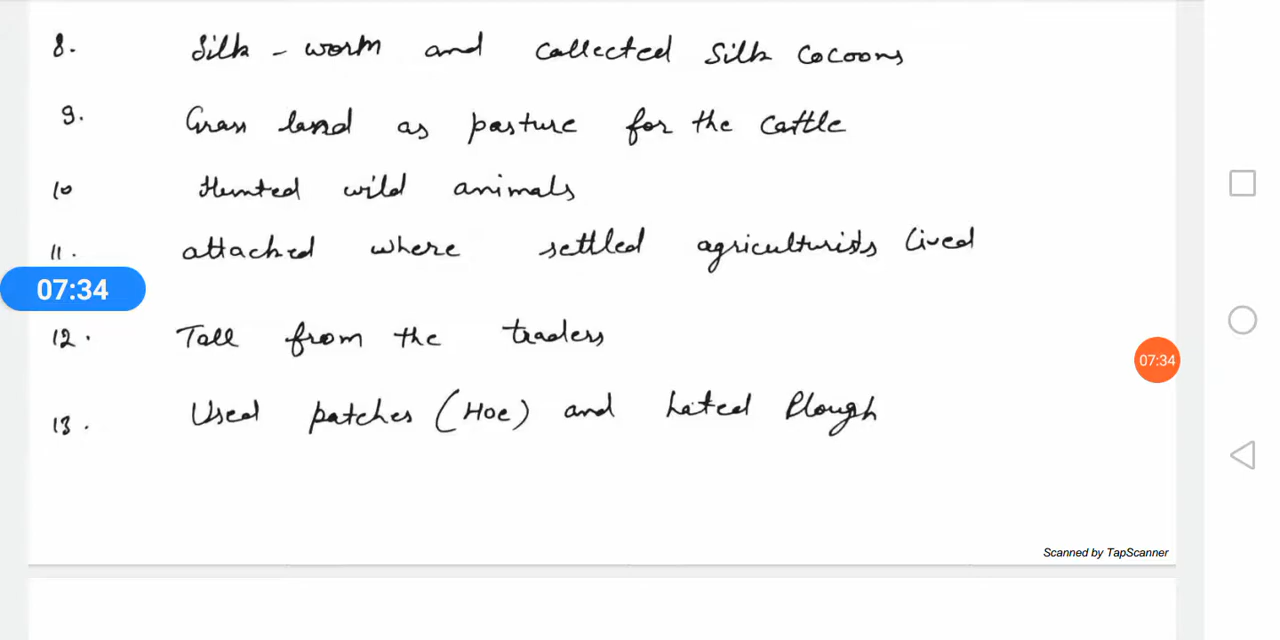 8. Silk - worm and collected Silk Cocoons
9. Grass land as pasture for the Cattle
10 Hunted wild animals
11. attached where settled agriculturists lived
07:34
12. Toll from the traders
07:34
13. Used patches (Hoe) and hated Plough
Scanned by TapScanner